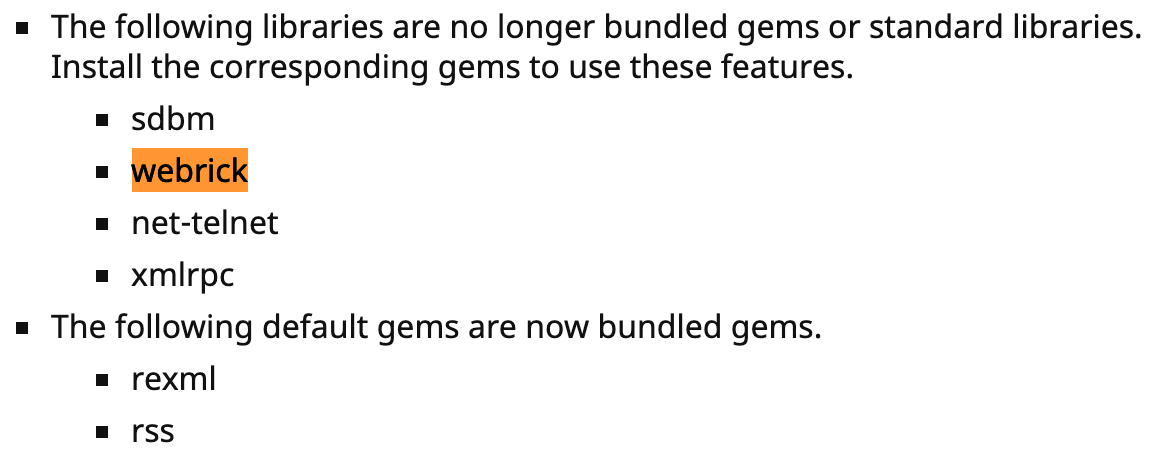 The following libraries are no longer bundled gems or standard libraries.
Install the corresponding gems to use these features.
sdbm
webrick
net-telnet
xmlrpc
The following default gems are now bundled gems.
rexml
rss